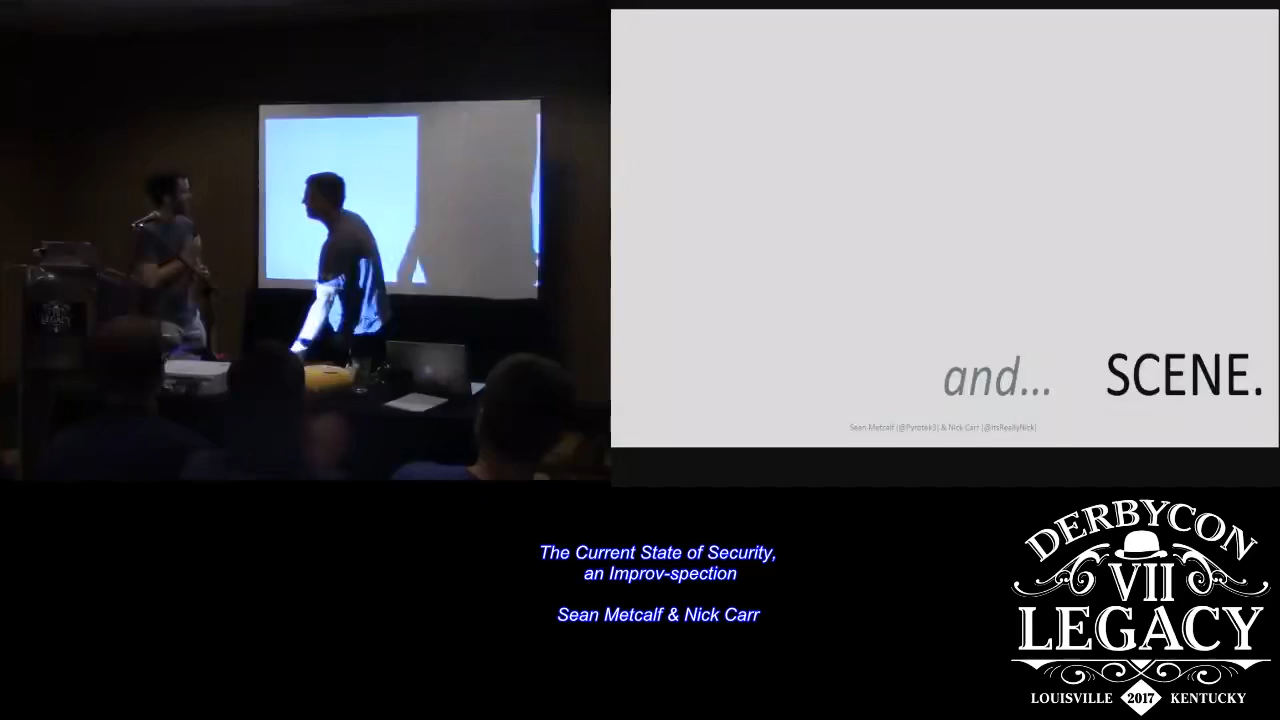 and... SCENE.
Sean Metcalf (@Pyrotek3) & Nick Carr (@ItsReallyNick)
The Current State of Security,
an Improv-spection
Sean Metcalf & Nick Carr
DERBYCON
VII
LEGACY
LOUISVILLE 2017 KENTUCKY
LEGACY